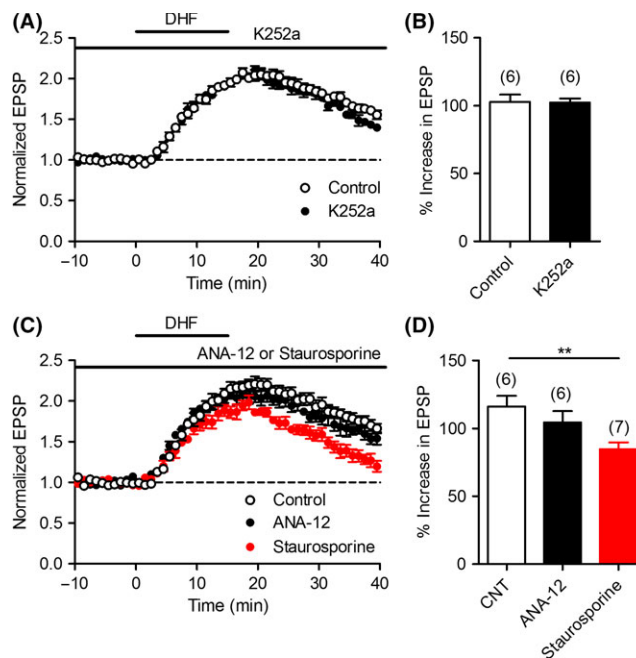 (A)
DHF
K252a
Normalized EPSP
2.5
2.0
1.5
1.0
0.5
0.0
Control
K252a
–10 0 10 20 30 40
Time (min)
(B)
% Increase in EPSP
150
100
50
0
(6) (6)
Control K252a
(C)
DHF
ANA-12 or Staurosporine
Normalized EPSP
2.5
2.0
1.5
1.0
0.5
0.0
Control
ANA-12
Staurosporine
–10 0 10 20 30 40
Time (min)
(D)
% Increase in EPSP
150
100
50
0
**
(6) (6) (7)
CNT ANA-12 Staurosporine